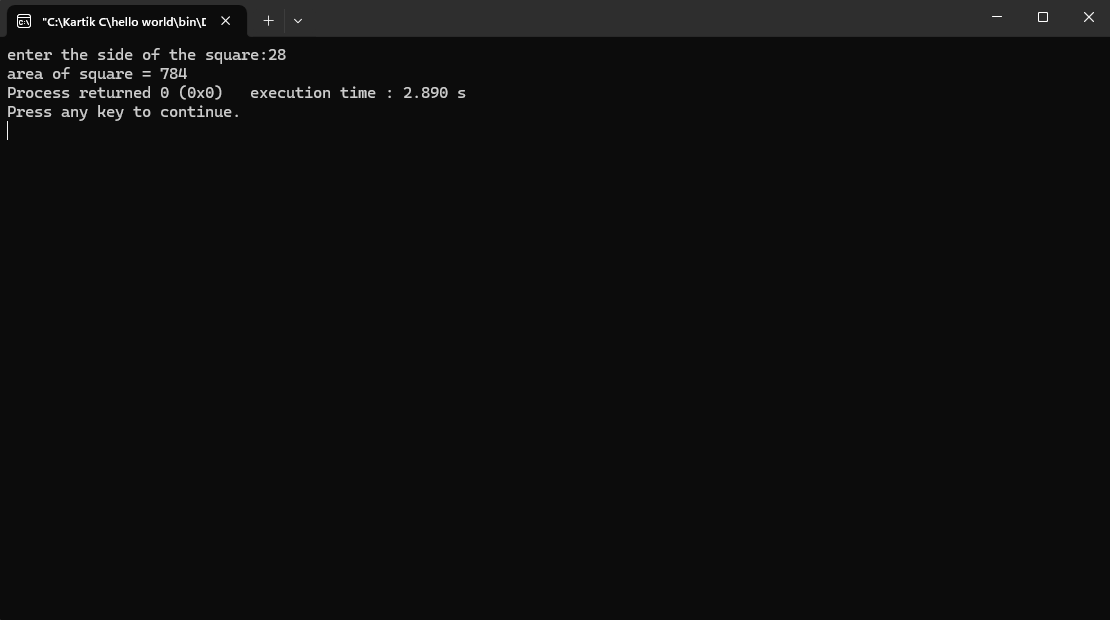 "C:\Kartik C\hello world\bin\
enter the side of the square:28
area of square = 784
Process returned 0 (0x0)   execution time : 2.890 s
Press any key to continue.